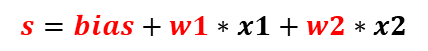 s = bias + w1 * x1 + w2 * x2